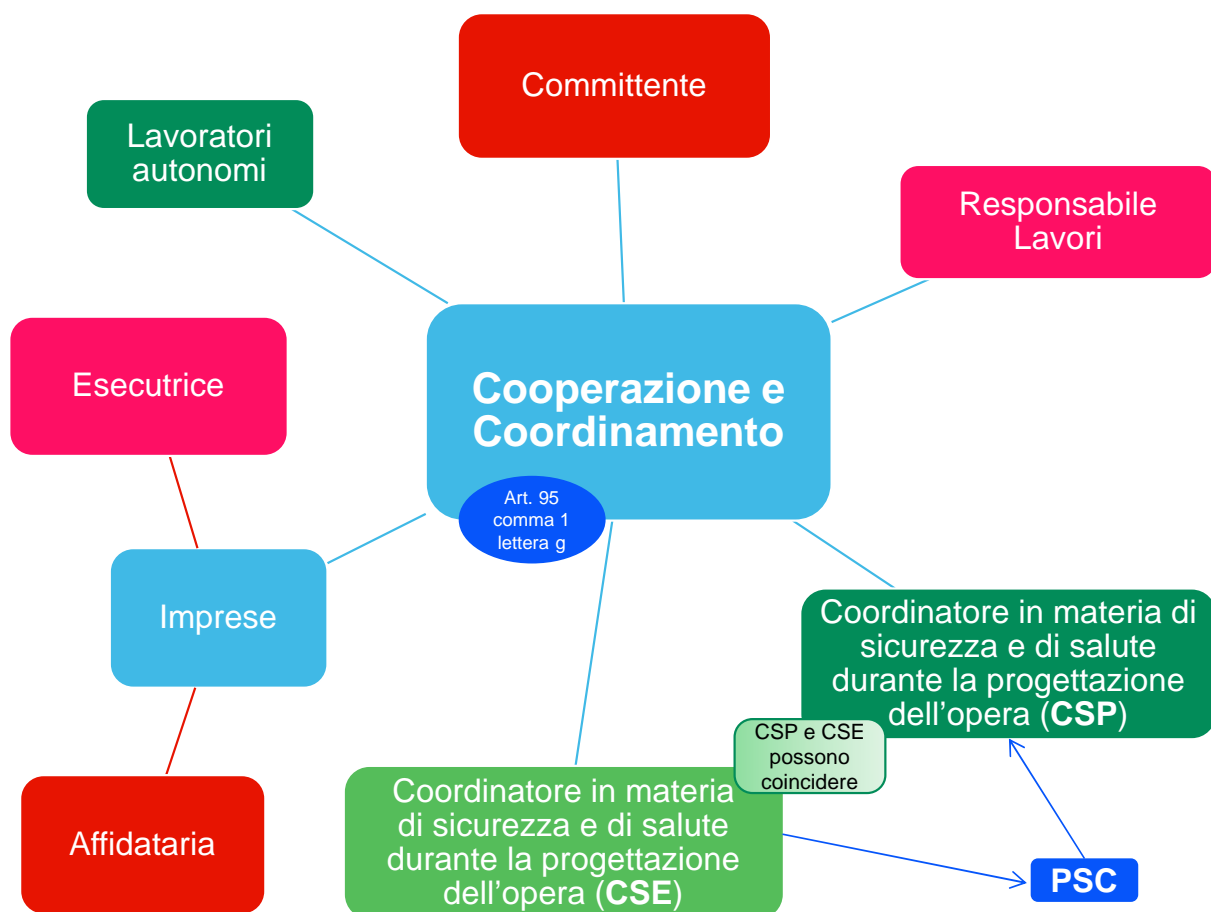 Committente
Lavoratori
autonomi
Responsabile
Lavori
Esecutrice
Cooperazione e
Coordinamento
Art. 95
comma 1
lettera g
Imprese
Coordinatore in materia di
sicurezza e di salute
durante la progettazione
dell’opera (CSP)
CSP e CSE
possono
coincidere
Affidataria
Coordinatore in materia
di sicurezza e di salute
durante la progettazione
dell’opera (CSE)
PSC